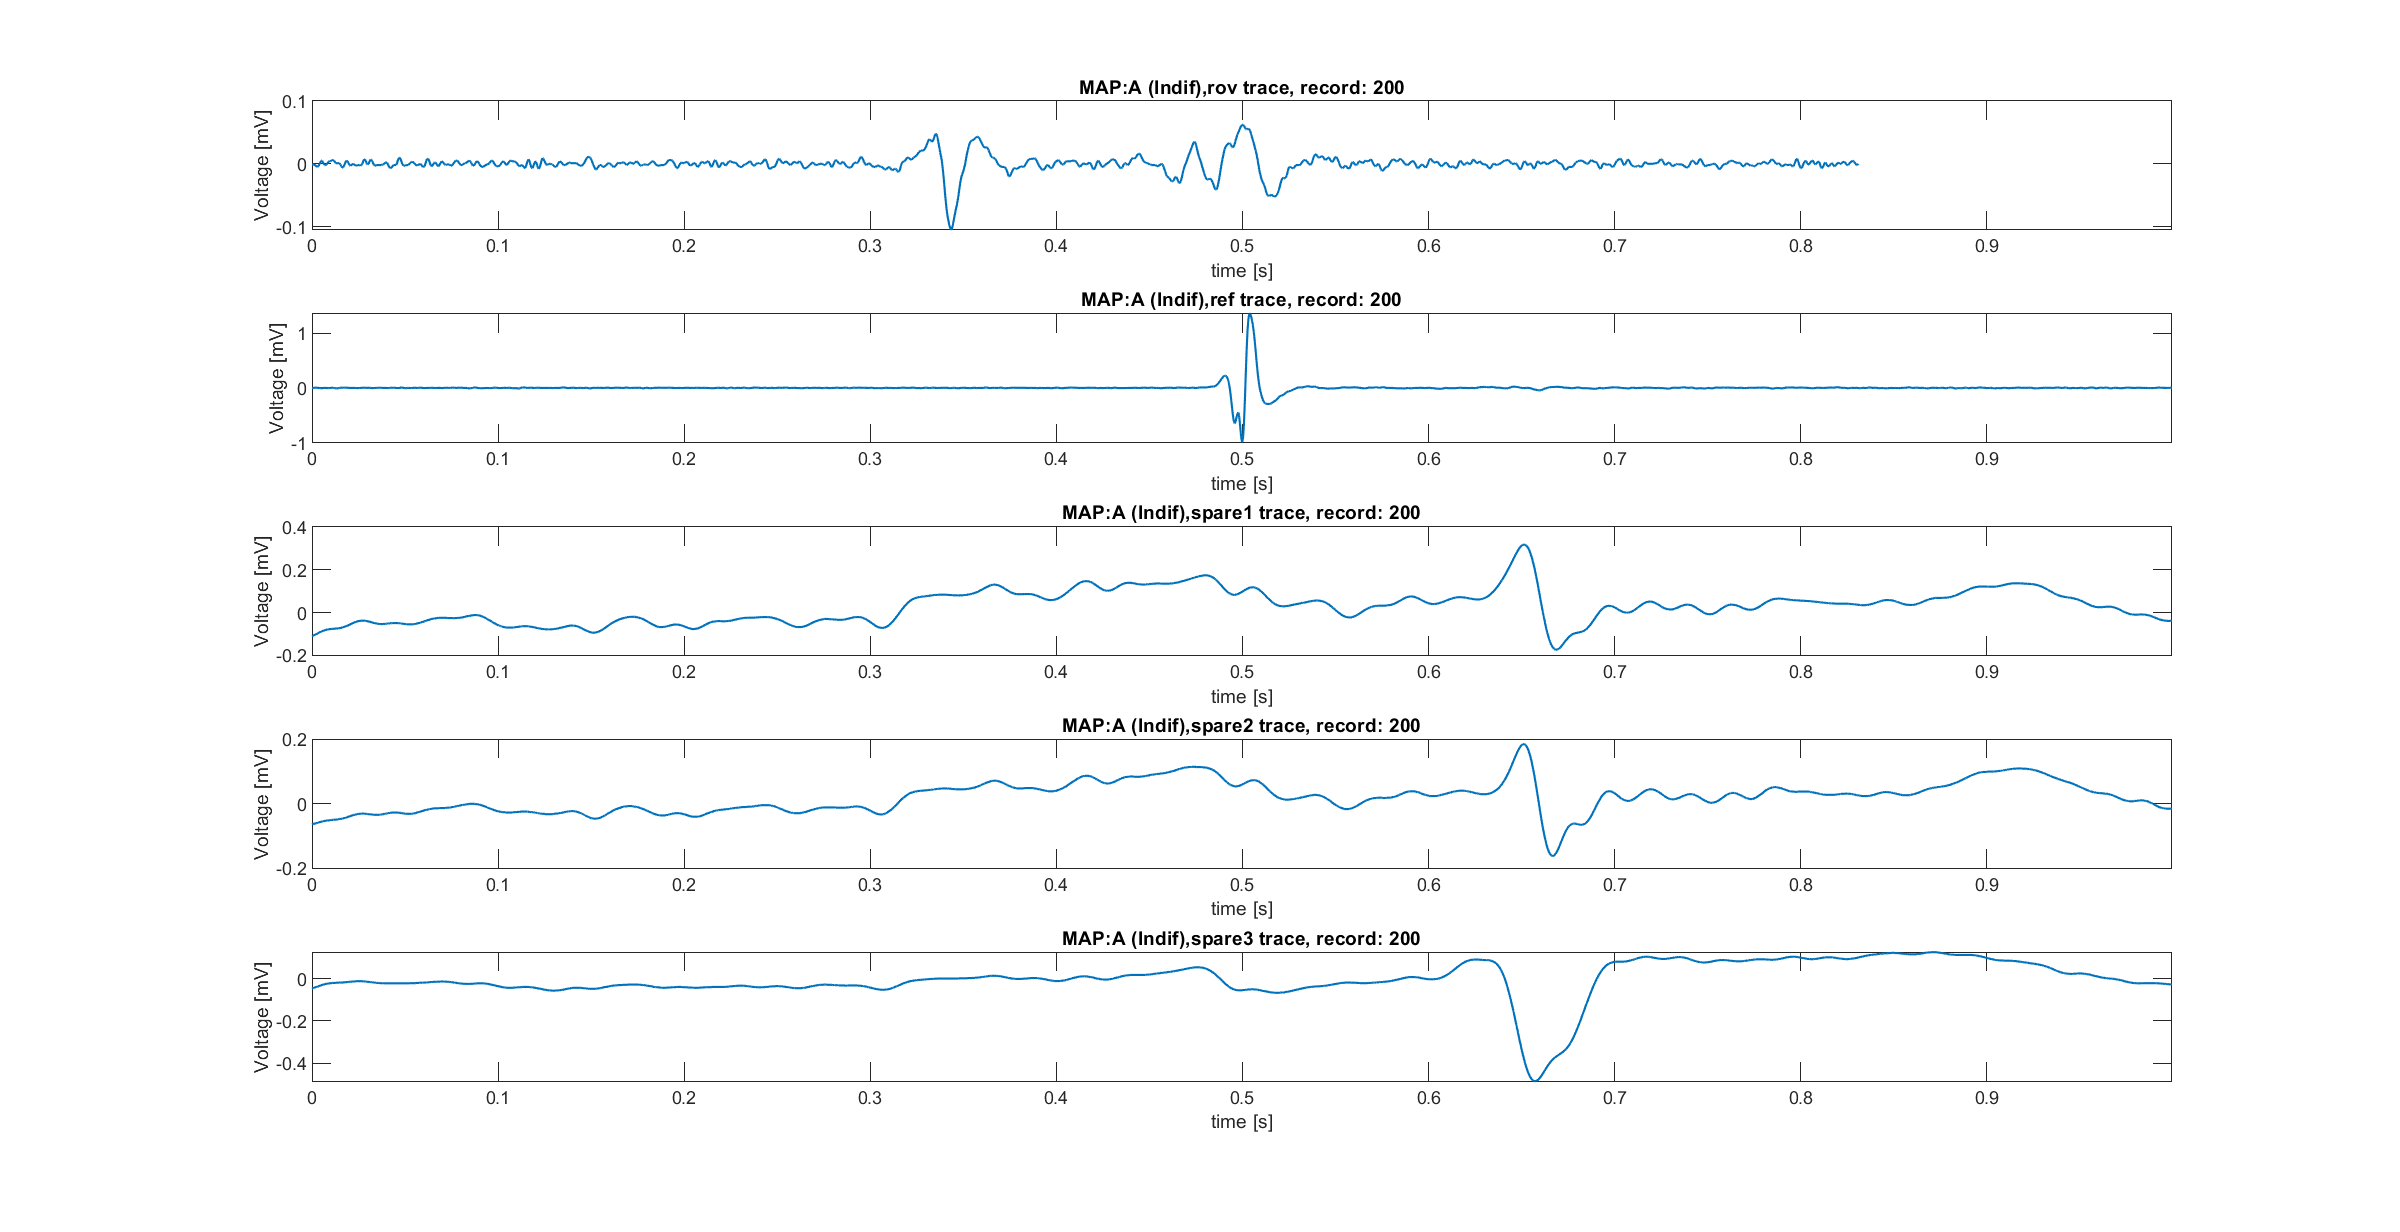 MAP:A (Indif),rov trace, record: 200
Voltage [mV]
0.1
0
-0.1
0 0.1 0.2 0.3 0.4 0.5 0.6 0.7 0.8 0.9
time [s]
MAP:A (Indif),ref trace, record: 200
Voltage [mV]
1
0
-1
0 0.1 0.2 0.3 0.4 0.5 0.6 0.7 0.8 0.9
time [s]
MAP:A (Indif),spare1 trace, record: 200
Voltage [mV]
0.4
0.2
0
-0.2
0 0.1 0.2 0.3 0.4 0.5 0.6 0.7 0.8 0.9
time [s]
MAP:A (Indif),spare2 trace, record: 200
Voltage [mV]
0.2
0
-0.2
0 0.1 0.2 0.3 0.4 0.5 0.6 0.7 0.8 0.9
time [s]
MAP:A (Indif),spare3 trace, record: 200
Voltage [mV]
0
-0.2
-0.4
0 0.1 0.2 0.3 0.4 0.5 0.6 0.7 0.8 0.9
time [s]